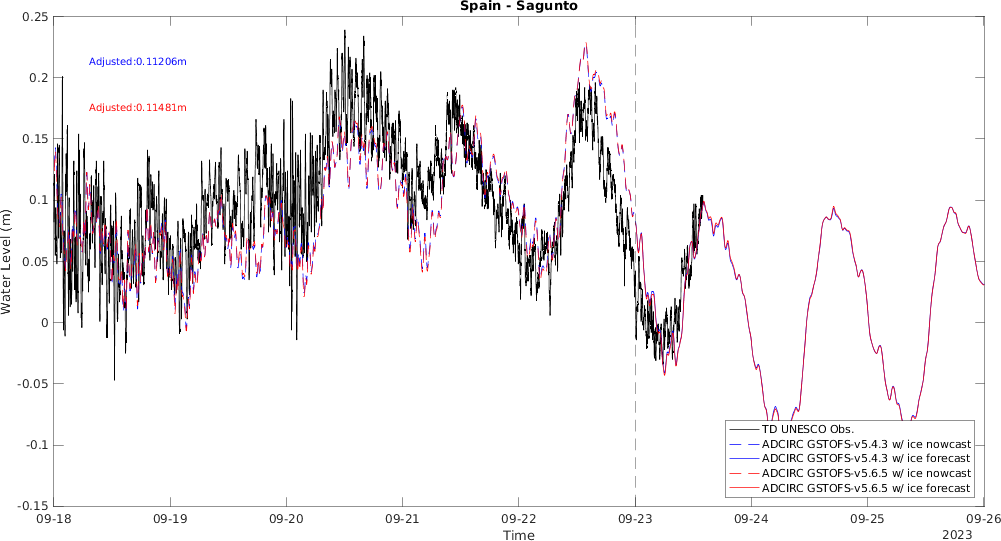 Spain - Sagunto
0.25
0.2
0.15
0.1
0.05
0
-0.05
-0.1
-0.15
Water Level (m)
Adjusted:0.11206m
Adjusted:0.11481m
TD UNESCO Obs.
ADCIRC GSTOFS-v5.4.3 w/ ice nowcast
ADCIRC GSTOFS-v5.4.3 w/ ice forecast
ADCIRC GSTOFS-v5.6.5 w/ ice nowcast
ADCIRC GSTOFS-v5.6.5 w/ ice forecast
09-18 09-19 09-20 09-21 09-22 09-23 09-24 09-25 09-26
Time
2023